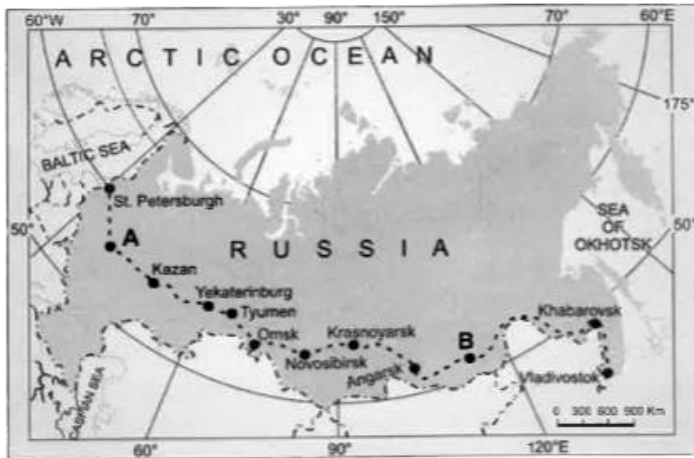 60°W 70° 30° 90° 150° 70° 60°E
ARCTIC OCEAN
175°
BALTIC SEA
St. Petersburgh
SEA
OF
OKHOTSK
50°
50°
A
RUSSIA
Kazan
Yekaterinburg
Tyumen
Omsk
Krasnoyarsk
B
Khabarovsk
Novosibirsk
Angarsk
Vladivostok
CASPIAN SEA
0 300 600 900 Km
60° 90° 120°E